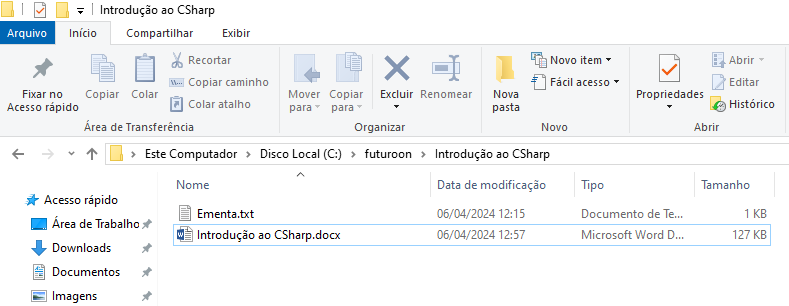 Introdução ao CSharp
Arquivo Início Compartilhar Exibir
Fixar no Acesso rápido
Copiar
Colar
Recortar
Copiar caminho
Colar atalho
Área de Transferência
Mover para
Copiar para
Excluir
Renomear
Organizar
Nova pasta
Novo item
Fácil acesso
Novo
Propriedades
Abrir
Editar
Histórico
Abrir
Este Computador > Disco Local (C:) > futuroon > Introdução ao CSharp
Acesso rápido
Área de Trabalho
Downloads
Documentos
Imagens
Nome Data de modificação Tipo Tamanho
Ementa.txt 06/04/2024 12:15 Documento de Te... 1 KB
Introdução ao CSharp.docx 06/04/2024 12:57 Microsoft Word D... 127 KB